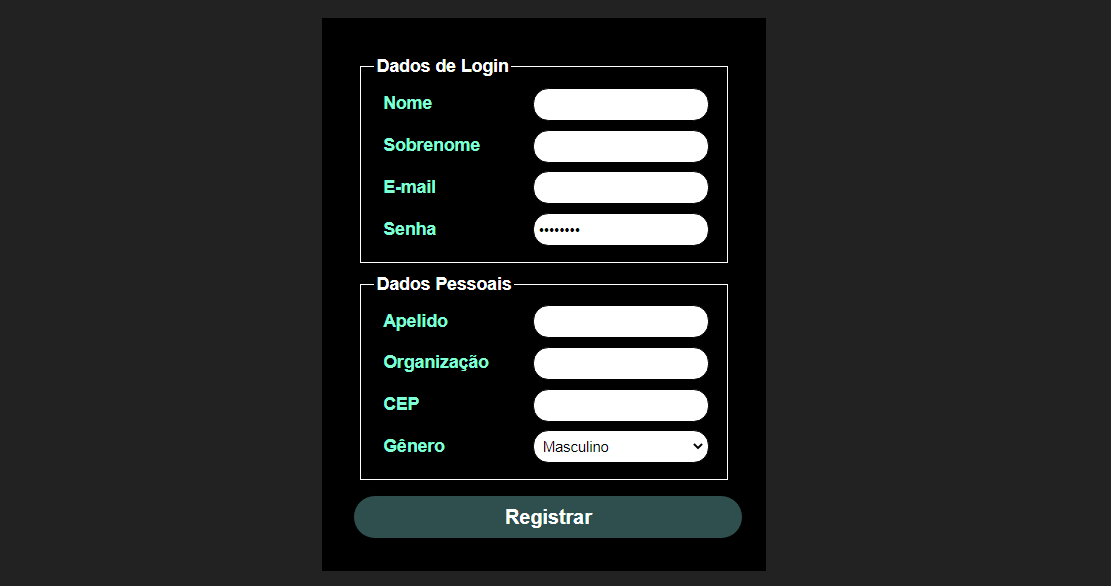 Dados de Login
Nome
Sobrenome
E-mail
Senha ••••••••
Dados Pessoais
Apelido
Organização
CEP
Gênero Masculino
Registrar